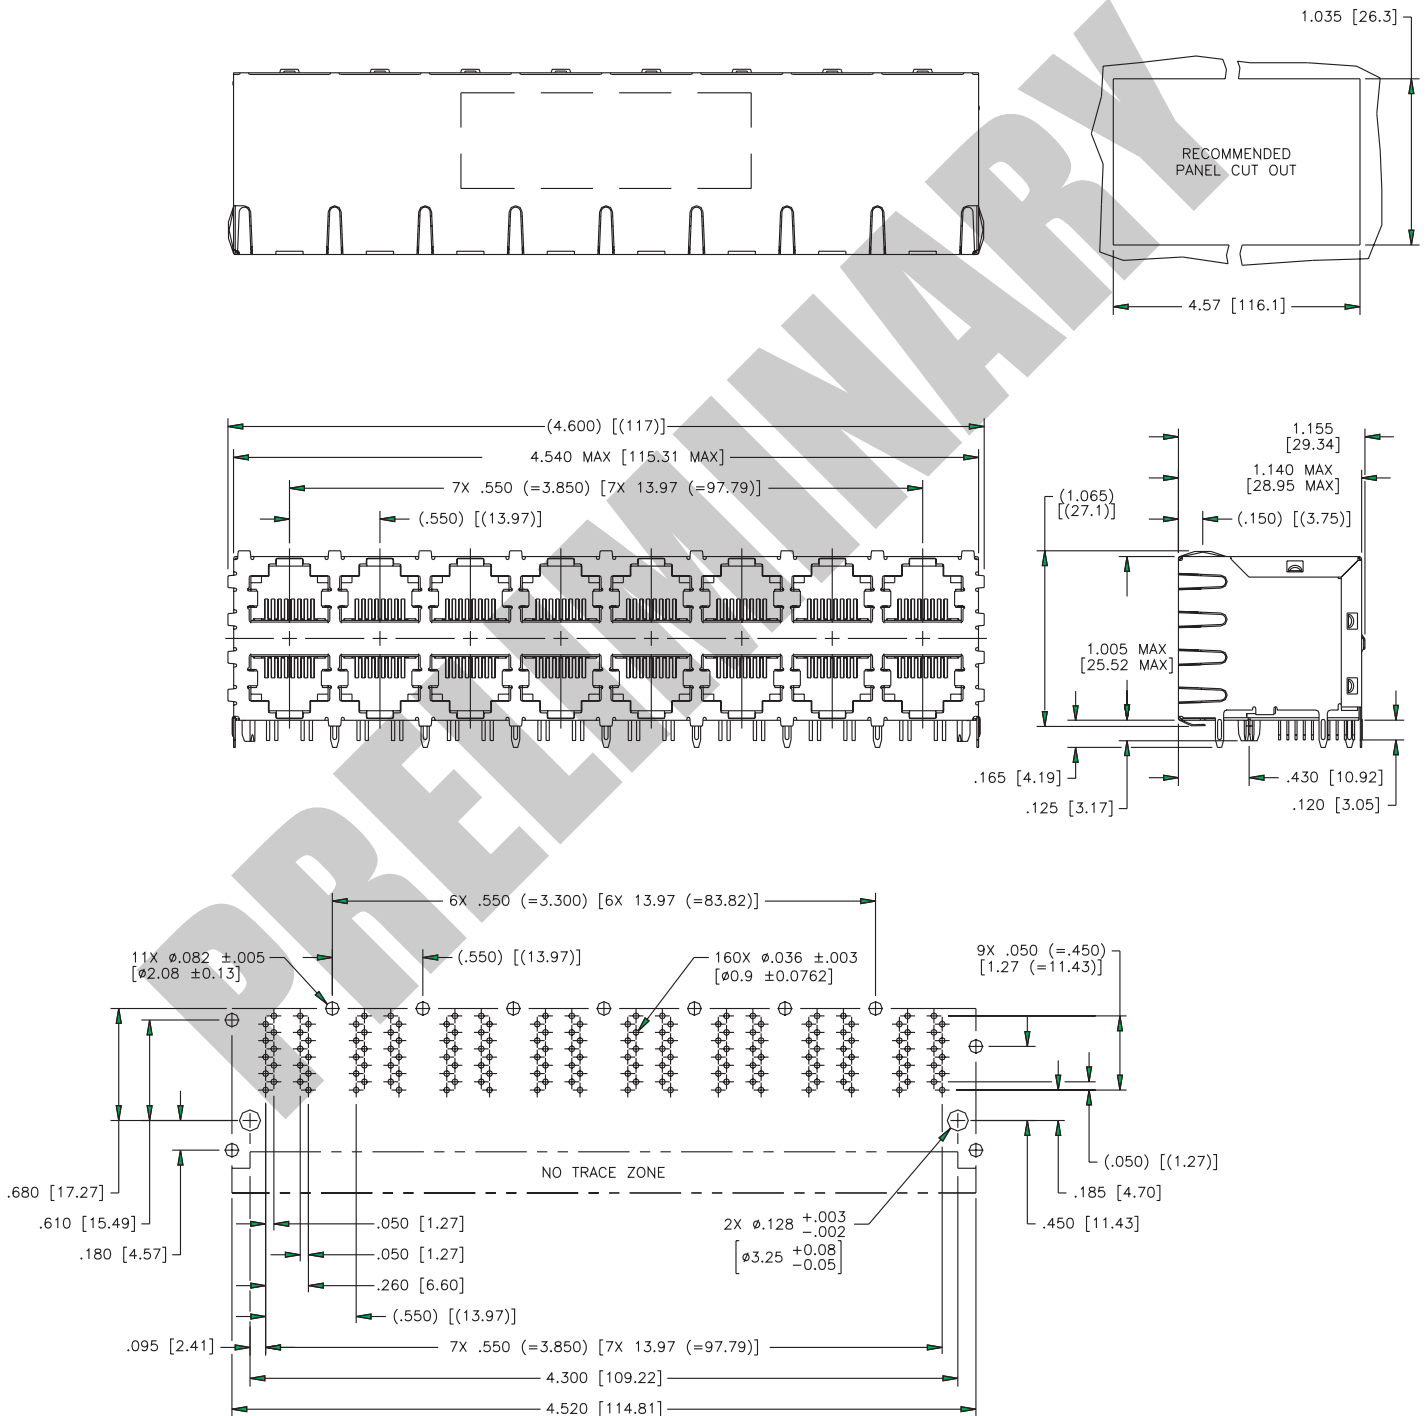 1.035 [26.3]
RECOMMENDED
PANEL CUT OUT
4.57 [116.1]
PRELIMINARY
(4.600) [(117)]
4.540 MAX [115.31 MAX]
7X .550 (=3.850) [7X 13.97 (=97.79)]
(.550) [(13.97)]
1.155
[29.34]
1.140 MAX
[28.95 MAX]
(1.065)
[(27.1)]
(.150) [(3.75)]
1.005 MAX
[25.52 MAX]
.165 [4.19]
.430 [10.92]
.125 [3.17]
.120 [3.05]
6X .550 (=3.300) [6X 13.97 (=83.82)]
11X ø.082 ±.005
[ø2.08 ±0.13]
(.550) [(13.97)]
160X ø.036 ±.003
[ø0.9 ±0.0762]
9X .050 (=.450)
[1.27 (=11.43)]
NO TRACE ZONE
(.050) [(1.27)]
.680 [17.27]
.185 [4.70]
.610 [15.49]
.050 [1.27]
2X ø.128 +.003 -.002
[ø3.25 +0.08 -0.05]
.450 [11.43]
.180 [4.57]
.050 [1.27]
.260 [6.60]
(.550) [(13.97)]
.095 [2.41]
7X .550 (=3.850) [7X 13.97 (=97.79)]
4.300 [109.22]
4.520 [114.81]